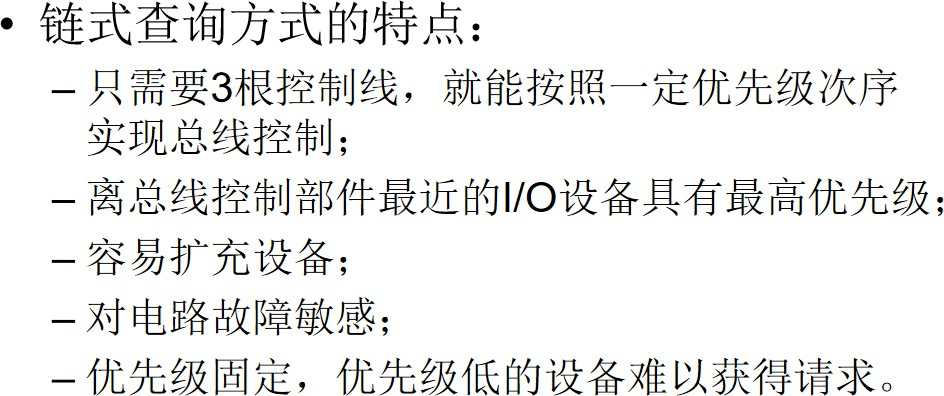 • 链式查询方式的特点：
– 只需要3根控制线，就能按照一定优先级次序
实现总线控制；
– 离总线控制部件最近的I/O设备具有最高优先级；
– 容易扩充设备；
– 对电路故障敏感；
– 优先级固定，优先级低的设备难以获得请求。